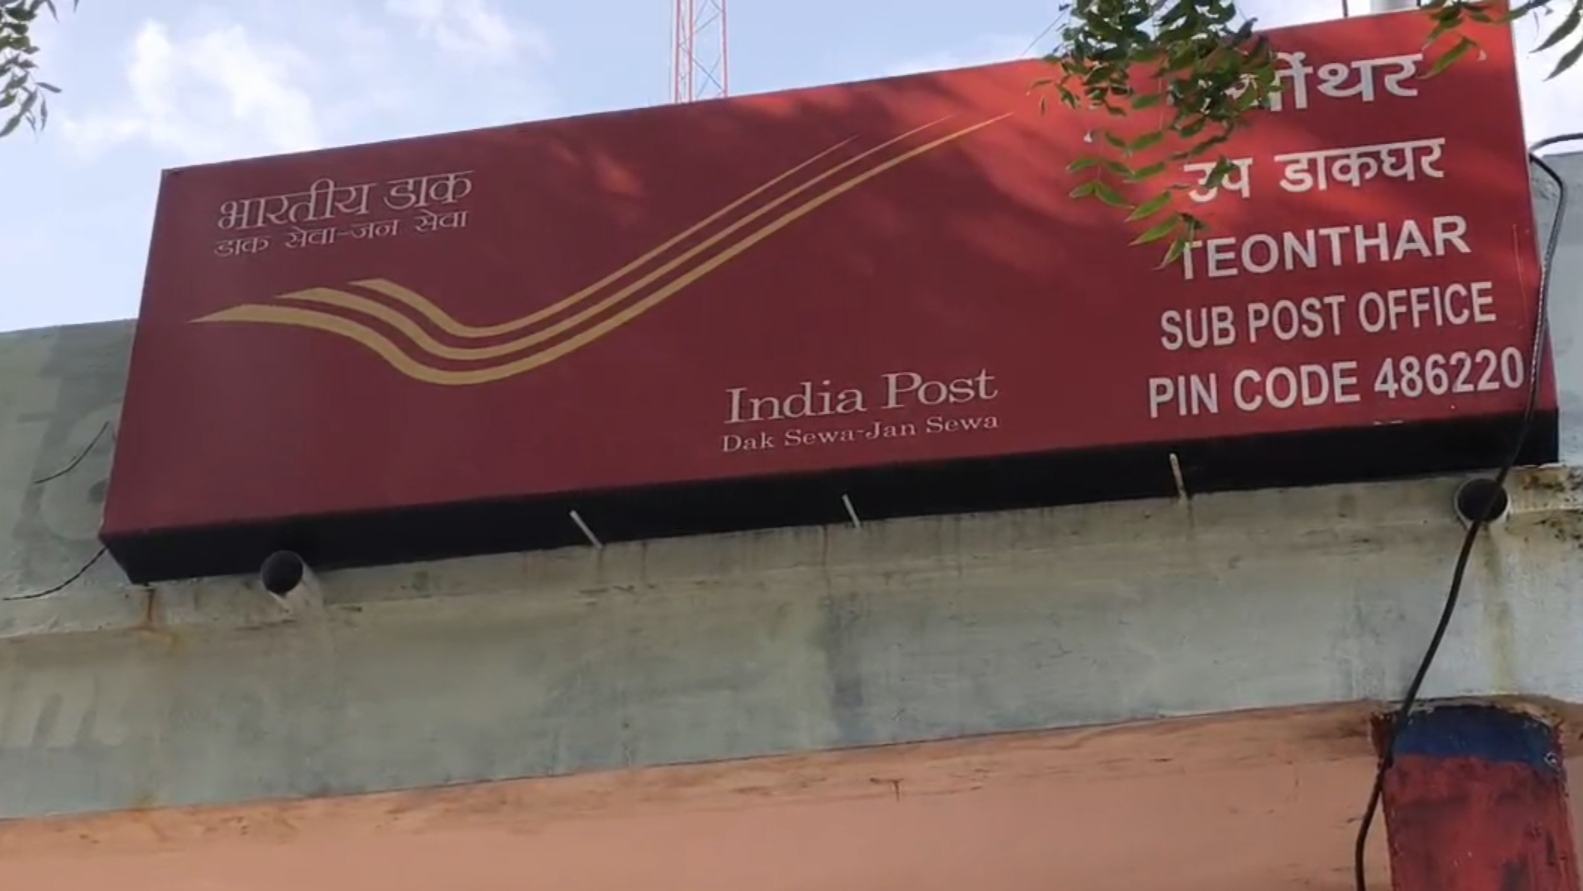 भारतीय डाक
डाक सेवा-जन सेवा
India Post
Dak Sewa-Jan Sewa
उप डाकघर
TEONTHAR
SUB POST OFFICE
PIN CODE 486220